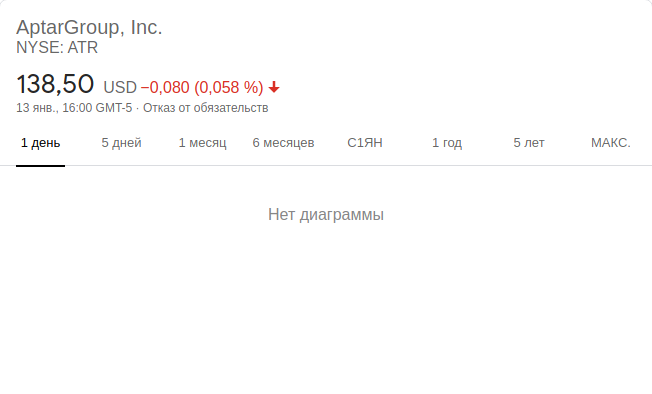 AptarGroup, Inc.
NYSE: ATR
138,50 USD −0,080 (0,058 %)
13 янв., 16:00 GMT-5 · Отказ от обязательств
1 день 5 дней 1 месяц 6 месяцев С1ЯН 1 год 5 лет МАКС.
Нет диаграммы